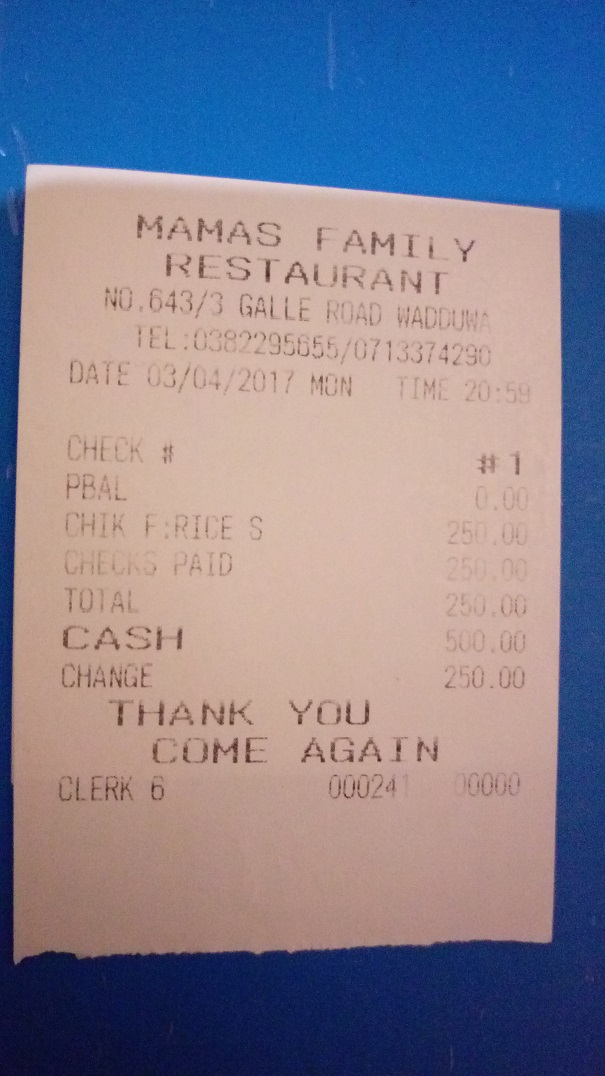 MAMAS FAMILY
RESTAURANT
NO.643/3 GALLE ROAD WADDUWA
TEL:0382295655/0713374290
DATE 03/04/2017 MON TIME 20:59
CHECK # #1
PBAL 0.00
CHIK F:RICE S 250.00
CHECKS PAID 250.00
TOTAL 250.00
CASH 500.00
CHANGE 250.00
THANK YOU
COME AGAIN
CLERK 6 000241 00000